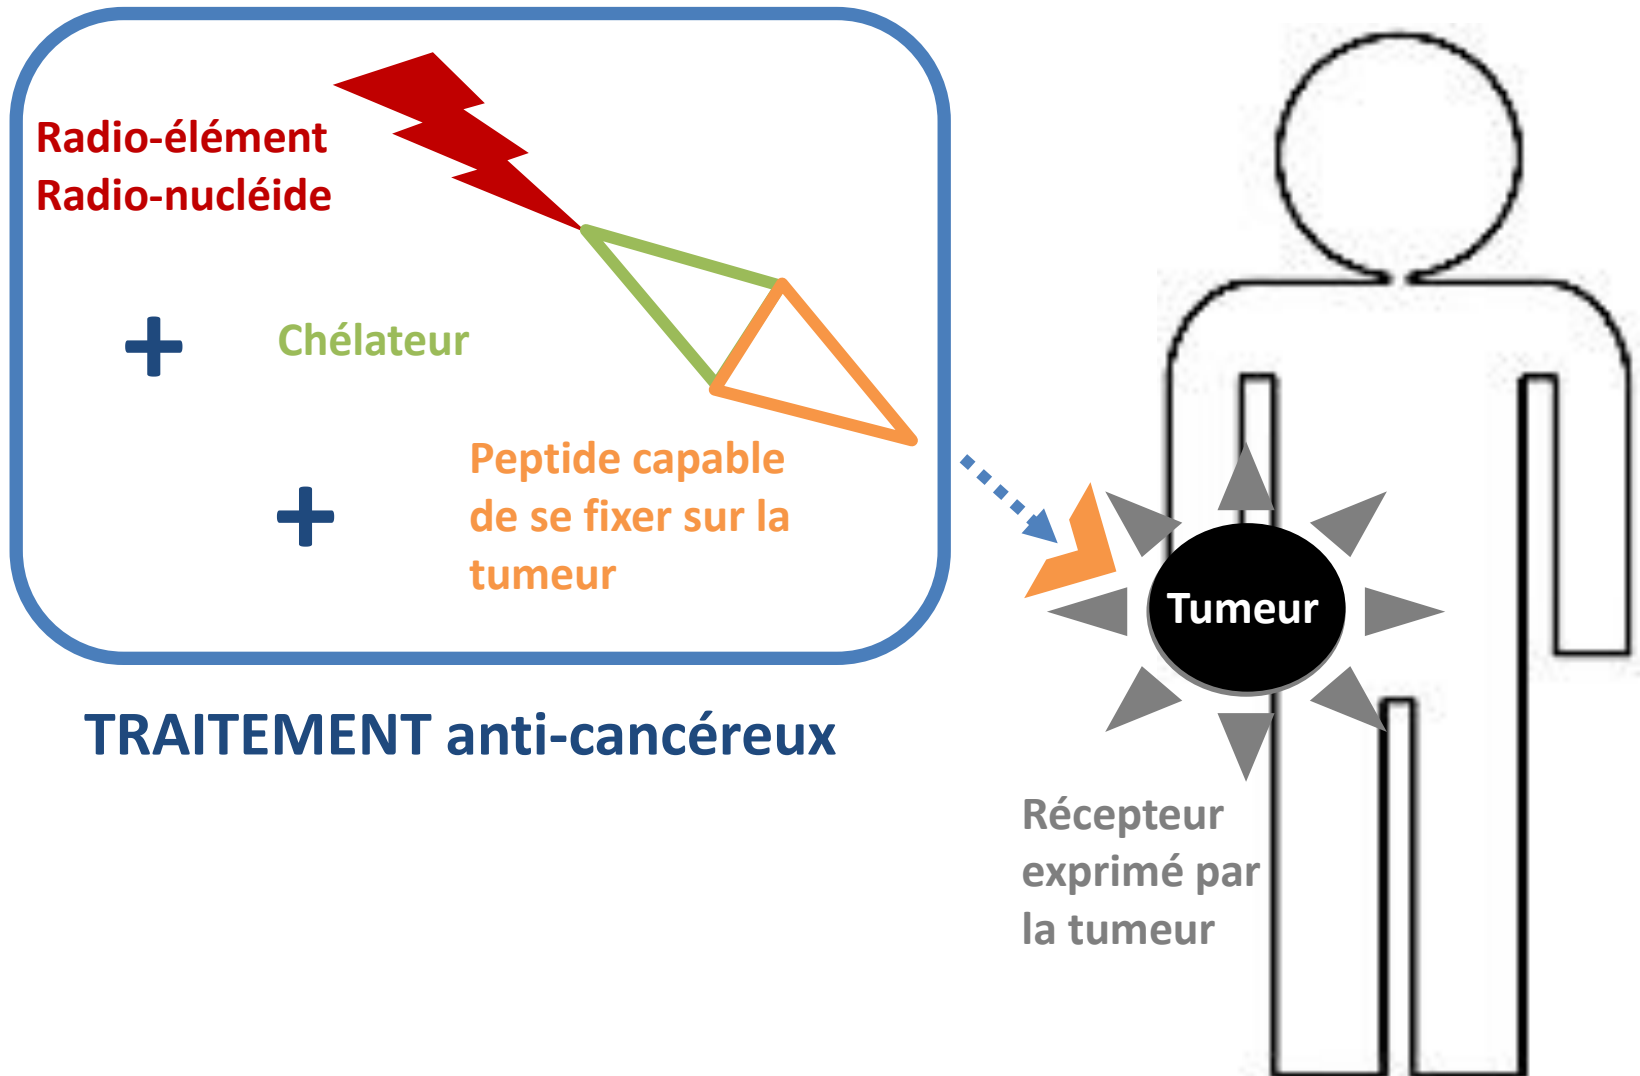 Radio-élément
Radio-nucléide
+
Chélateur
+
Peptide capable
de se fixer sur la
tumeur
TRAITEMENT anti-cancéreux
Tumeur
Récepteur
exprimé par
la tumeur